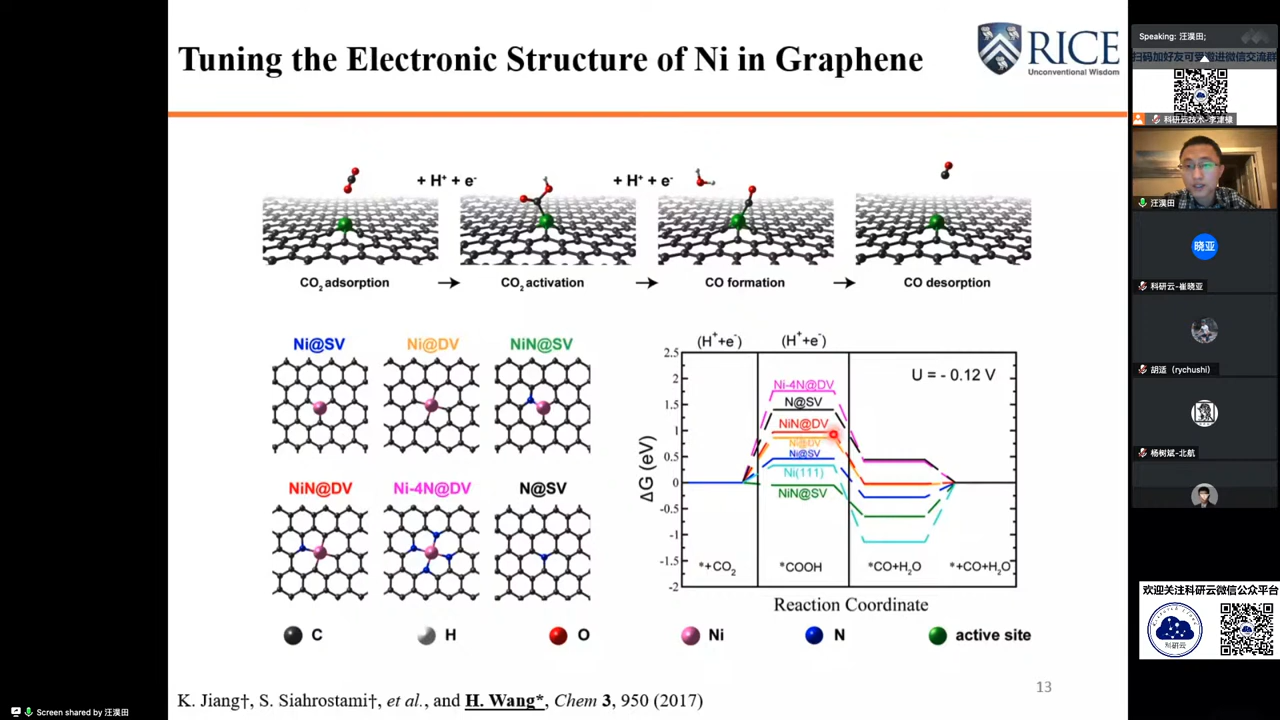 Tuning the Electronic Structure of Ni in Graphene
RICE
Unconventional Wisdom
+ H⁺ + e⁻
+ H⁺ + e⁻
CO₂ adsorption
CO₂ activation
CO formation
CO desorption
Ni@SV
Ni@DV
NiN@SV
NiN@DV
Ni-4N@DV
N@SV
(H⁺+e⁻)
(H⁺+e⁻)
2.5
2
1.5
1
0.5
0
-0.5
-1
-1.5
-2
ΔG (eV)
U = - 0.12 V
Ni-4N@DV
N@SV
NiN@DV
Ni@DV
Ni@SV
Ni(111)
NiN@SV
*+CO₂
*COOH
*CO+H₂O
*+CO+H₂O
Reaction Coordinate
C
H
O
Ni
N
active site
K. Jiang†, S. Siahrostami†, et al., and H. Wang*, Chem 3, 950 (2017)
13
Speaking: 汪淏田;
扫码加好友可受邀进微信交流群
科研云技术-李建樑
汪淏田
晓亚
科研云-崔晓亚
胡适（rychushi）
杨树斌-北航
欢迎关注科研云微信公众平台
科研云
Screen shared by 汪淏田